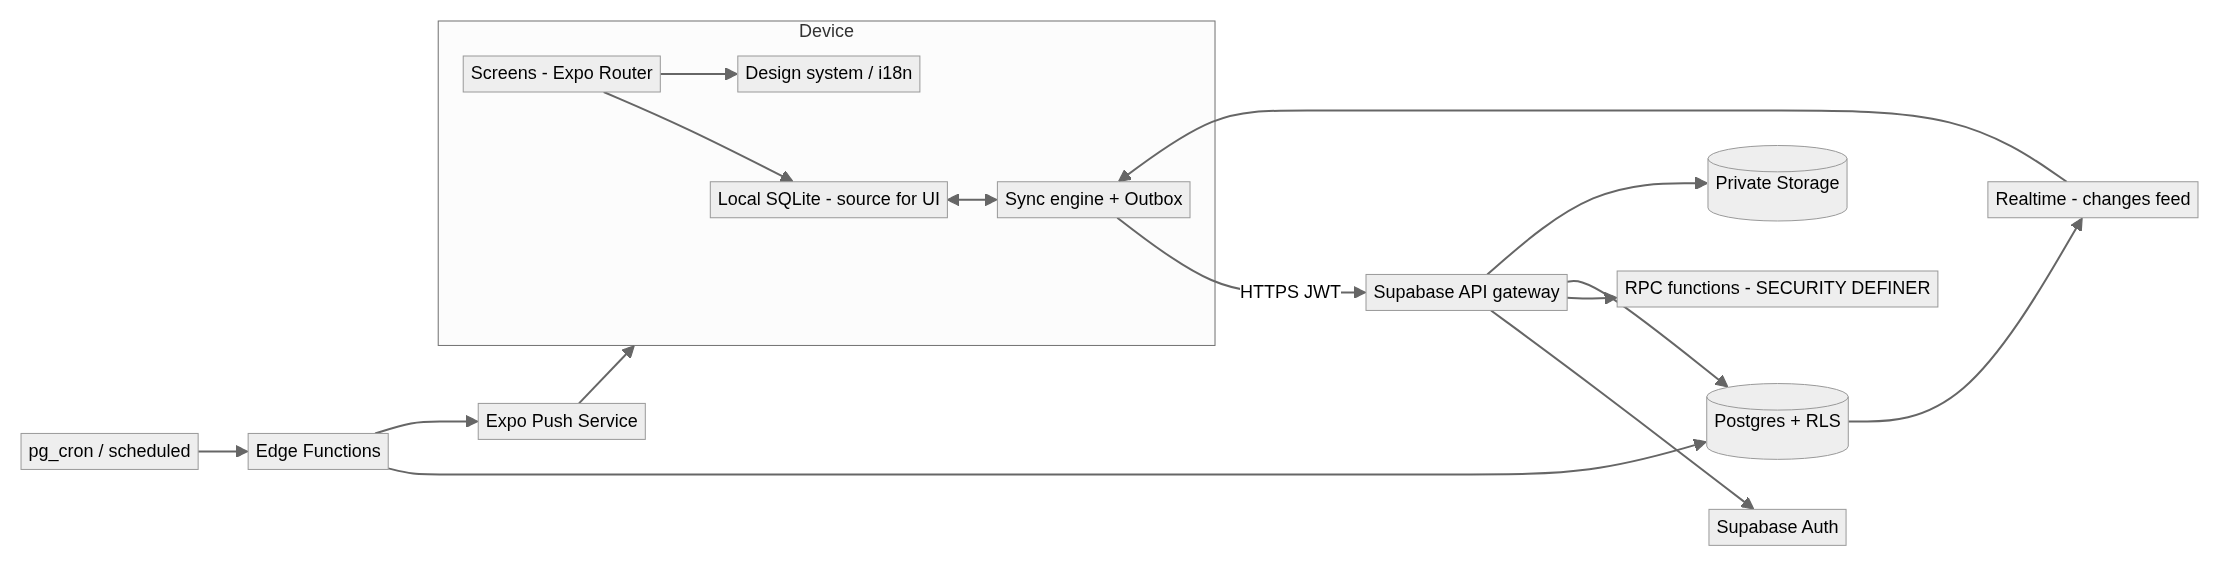 Device
Screens - Expo Router
Design system / i18n
Local SQLite - source for UI
Sync engine + Outbox
Private Storage
Realtime - changes feed
HTTPS JWT
Supabase API gateway
RPC functions - SECURITY DEFINER
Expo Push Service
Postgres + RLS
pg_cron / scheduled
Edge Functions
Supabase Auth